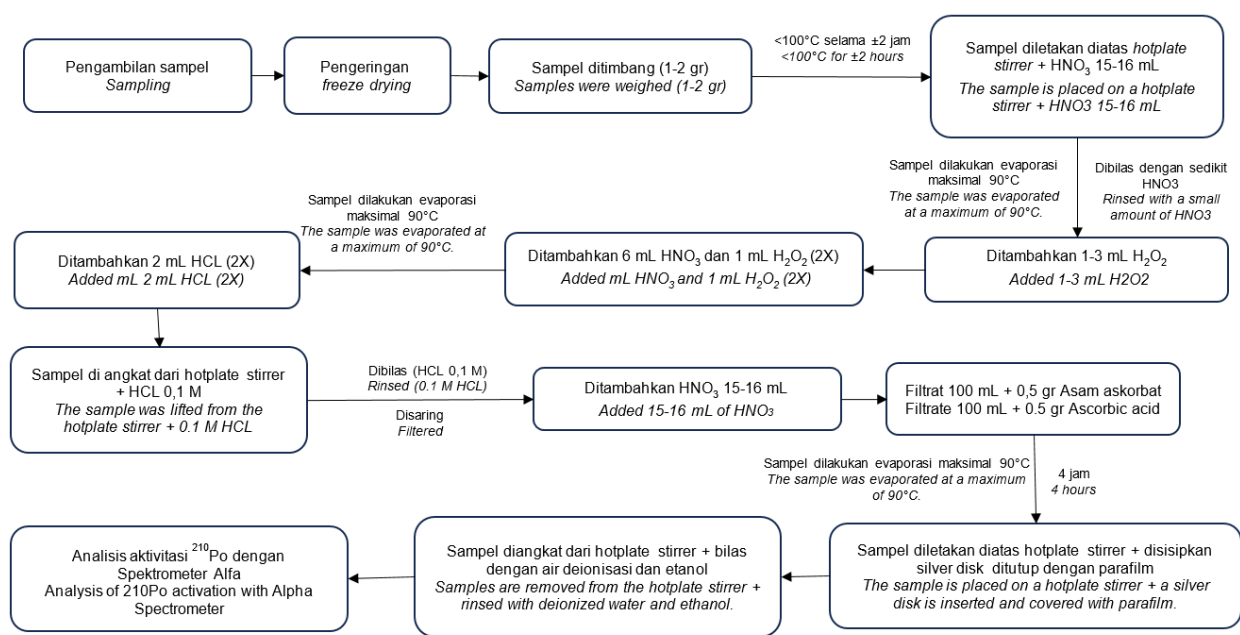 Pengambilan sampel
Sampling
Pengeringan
freeze drying
Sampel ditimbang (1-2 gr)
Samples were weighed (1-2 gr)
<100°C selama ±2 jam
<100°C for ±2 hours
Sampel diletakan diatas hotplate
stirrer + HNO₃ 15-16 mL
The sample is placed on a hotplate
stirrer + HNO3 15-16 mL
Sampel dilakukan evaporasi
maksimal 90°C
The sample was evaporated
at a maximum of 90°C.
Dibilas dengan sedikit
HNO3
Rinsed with a small
amount of HNO3
Ditambahkan 1-3 mL H₂O₂
Added 1-3 mL H2O2
Ditambahkan 6 mL HNO₃ dan 1 mL H₂O₂ (2X)
Added mL HNO₃ and 1 mL H₂O₂ (2X)
Sampel dilakukan evaporasi
maksimal 90°C
The sample was evaporated at
a maximum of 90°C.
Ditambahkan 2 mL HCL (2X)
Added mL 2 mL HCL (2X)
Sampel di angkat dari hotplate stirrer
+ HCL 0,1 M
The sample was lifted from the
hotplate stirrer + 0.1 M HCL
Dibilas (HCL 0,1 M)
Rinsed (0.1 M HCL)
Disaring
Filtered
Ditambahkan HNO₃ 15-16 mL
Added 15-16 mL of HNO₃
Filtrat 100 mL + 0,5 gr Asam askorbat
Filtrate 100 mL + 0.5 gr Ascorbic acid
Sampel dilakukan evaporasi maksimal 90°C
The sample was evaporated at a maximum
of 90°C.
4 jam
4 hours
Sampel diletakan diatas hotplate stirrer + disisipkan
silver disk ditutup dengan parafilm
The sample is placed on a hotplate stirrer + a silver
disk is inserted and covered with parafilm.
Sampel diangkat dari hotplate stirrer + bilas
dengan air deionisasi dan etanol
Samples are removed from the hotplate stirrer +
rinsed with deionized water and ethanol.
Analisis aktivitasi ²¹⁰Po dengan
Spektrometer Alfa
Analysis of 210Po activation with Alpha
Spectrometer